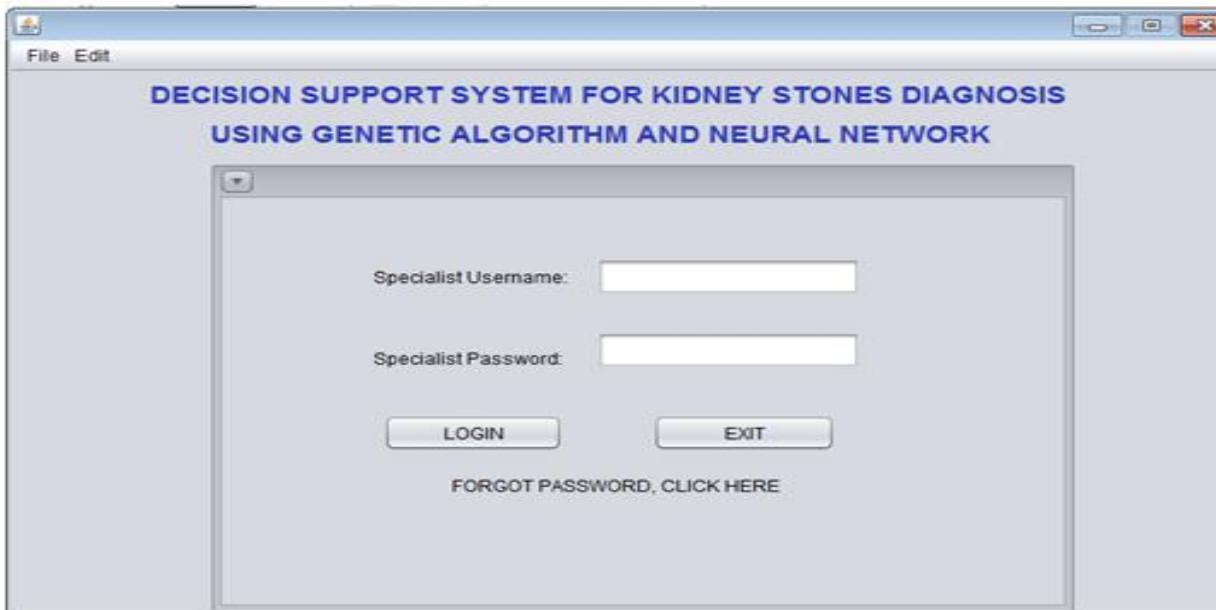 File Edit
DECISION SUPPORT SYSTEM FOR KIDNEY STONES DIAGNOSIS
USING GENETIC ALGORITHM AND NEURAL NETWORK
Specialist Username:
Specialist Password:
LOGIN EXIT
FORGOT PASSWORD, CLICK HERE